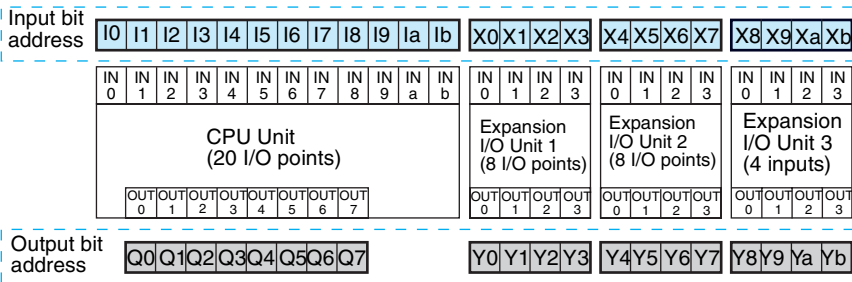 Input bit
address
I0 I1 I2 I3 I4 I5 I6 I7 I8 I9 Ia Ib X0 X1 X2 X3 X4 X5 X6 X7 X8 X9 Xa Xb
IN IN IN IN IN IN IN IN IN IN IN IN IN IN IN IN IN IN IN IN IN IN IN IN
0 1 2 3 4 5 6 7 8 9 a b 0 1 2 3 0 1 2 3 0 1 2 3
CPU Unit
(20 I/O points)
Expansion
I/O Unit 1
(8 I/O points)
Expansion
I/O Unit 2
(8 I/O points)
Expansion
I/O Unit 3
(4 inputs)
OUT OUT OUT OUT OUT OUT OUT OUT OUT OUT OUT OUT OUT OUT OUT OUT OUT OUT OUT OUT
0 1 2 3 4 5 6 7 0 1 2 3 0 1 2 3 0 1 2 3
Output bit
address
Q0 Q1 Q2 Q3 Q4 Q5 Q6 Q7 Y0 Y1 Y2 Y3 Y4 Y5 Y6 Y7 Y8 Y9 Ya Yb